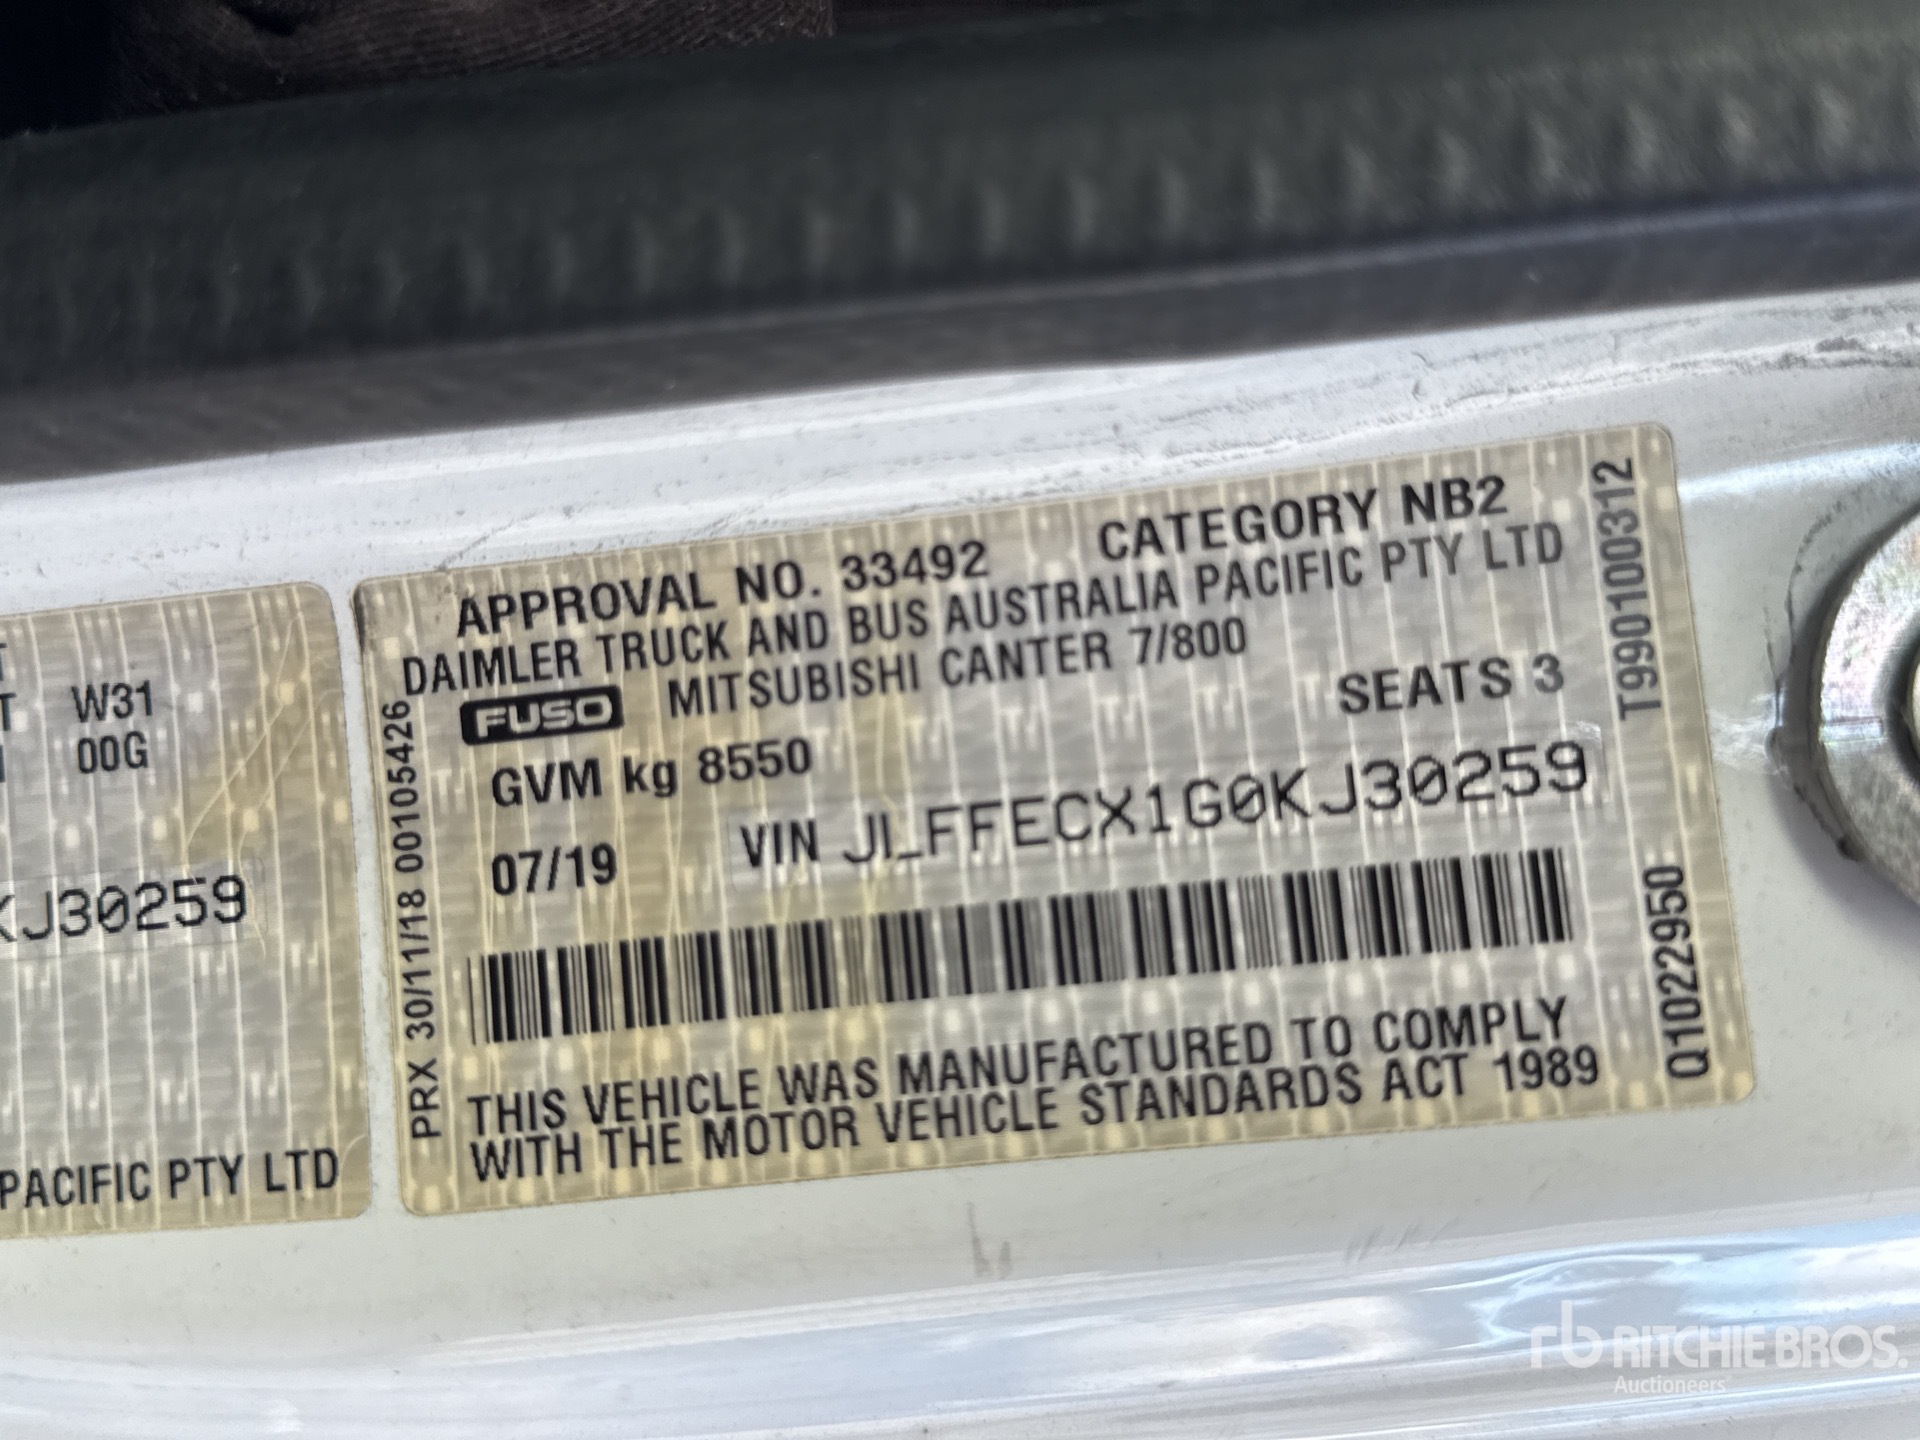 T
T W31
00G
KJ30259
PACIFIC PTY LTD
PRX 30/11/18 00105426
APPROVAL NO. 33492 CATEGORY NB2
DAIMLER TRUCK AND BUS AUSTRALIA PACIFIC PTY LTD
FUSO MITSUBISHI CANTER 7/800
GVM kg 8550 SEATS 3
07/19 VIN JLFFECX1G0KJ30259
THIS VEHICLE WAS MANUFACTURED TO COMPLY
WITH THE MOTOR VEHICLE STANDARDS ACT 1989
T990100312
Q1022950
rb RITCHIE BROS.
Auctioneers